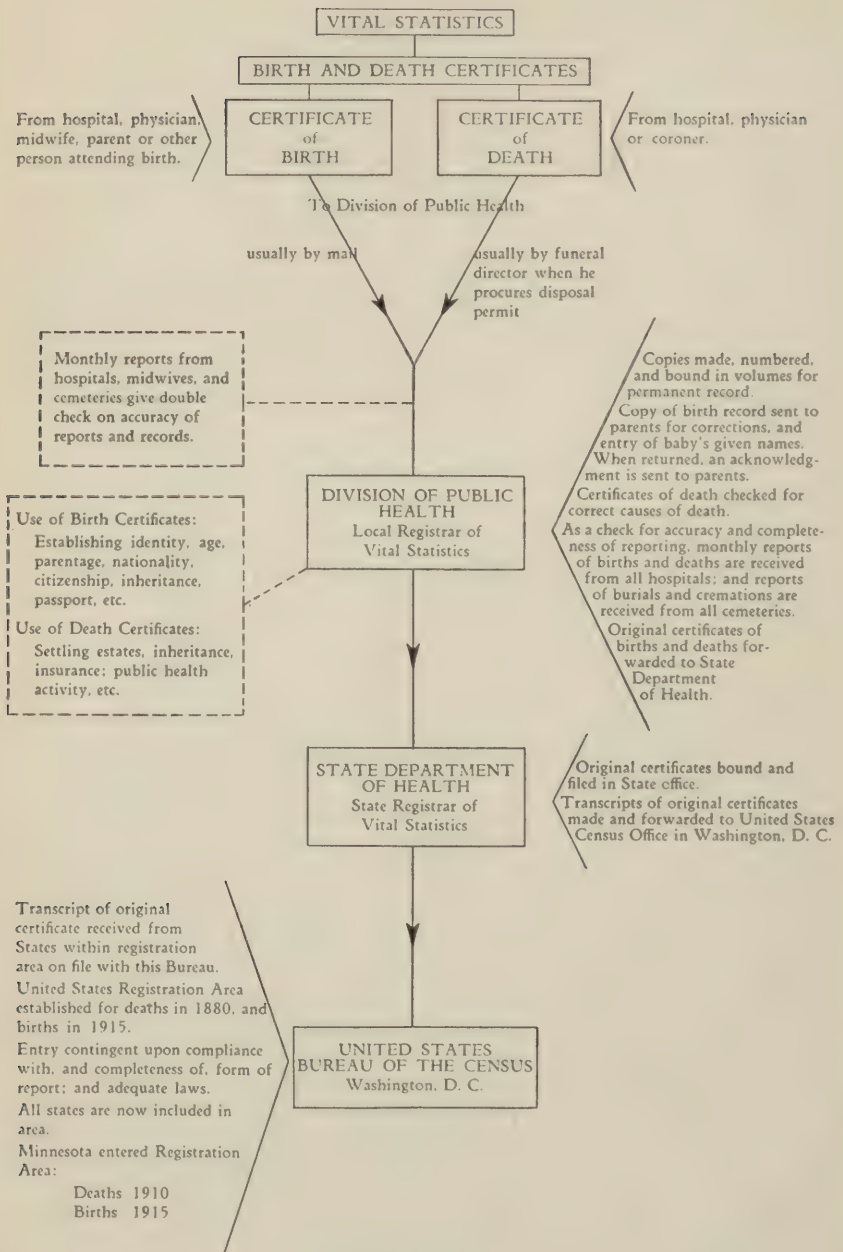 VITAL STATISTICS
BIRTH AND DEATH CERTIFICATES
From hospital, physician,
midwife, parent or other
person attending birth.
CERTIFICATE
of
BIRTH
CERTIFICATE
of
DEATH
From hospital, physician
or coroner.
To Division of Public Health
usually by mail
usually by funeral
director when he
procures disposal
permit
Monthly reports from
hospitals, midwives, and
cemeteries give double
check on accuracy of
reports and records.
Copies made, numbered,
and bound in volumes for
permanent record.
Copy of birth record sent to
parents for corrections, and
entry of baby's given names.
When returned, an acknowledg-
ment is sent to parents.
Certificates of death checked for
correct causes of death.
As a check for accuracy and complete-
ness of reporting, monthly reports
of births and deaths are received
from all hospitals; and reports
of burials and cremations are
received from all cemeteries.
Original certificates of
births and deaths for-
warded to State
Department
of Health.
DIVISION OF PUBLIC
HEALTH
Local Registrar of
Vital Statistics
Use of Birth Certificates:
Establishing identity, age,
parentage, nationality,
citizenship, inheritance,
passport, etc.
Use of Death Certificates:
Settling estates, inheritance,
insurance; public health
activity, etc.
STATE DEPARTMENT
OF HEALTH
State Registrar of
Vital Statistics
Original certificates bound and
filed in State office.
Transcripts of original certificates
made and forwarded to United States
Census Office in Washington, D. C.
Transcript of original
certificate received from
States within registration
area on file with this Bureau.
United States Registration Area
established for deaths in 1880, and
births in 1915.
Entry contingent upon compliance
with, and completeness of, form of
report; and adequate laws.
All states are now included in
area.
Minnesota entered Registration
Area:
Deaths 1910
Births 1915
UNITED STATES
BUREAU OF THE CENSUS
Washington, D. C.